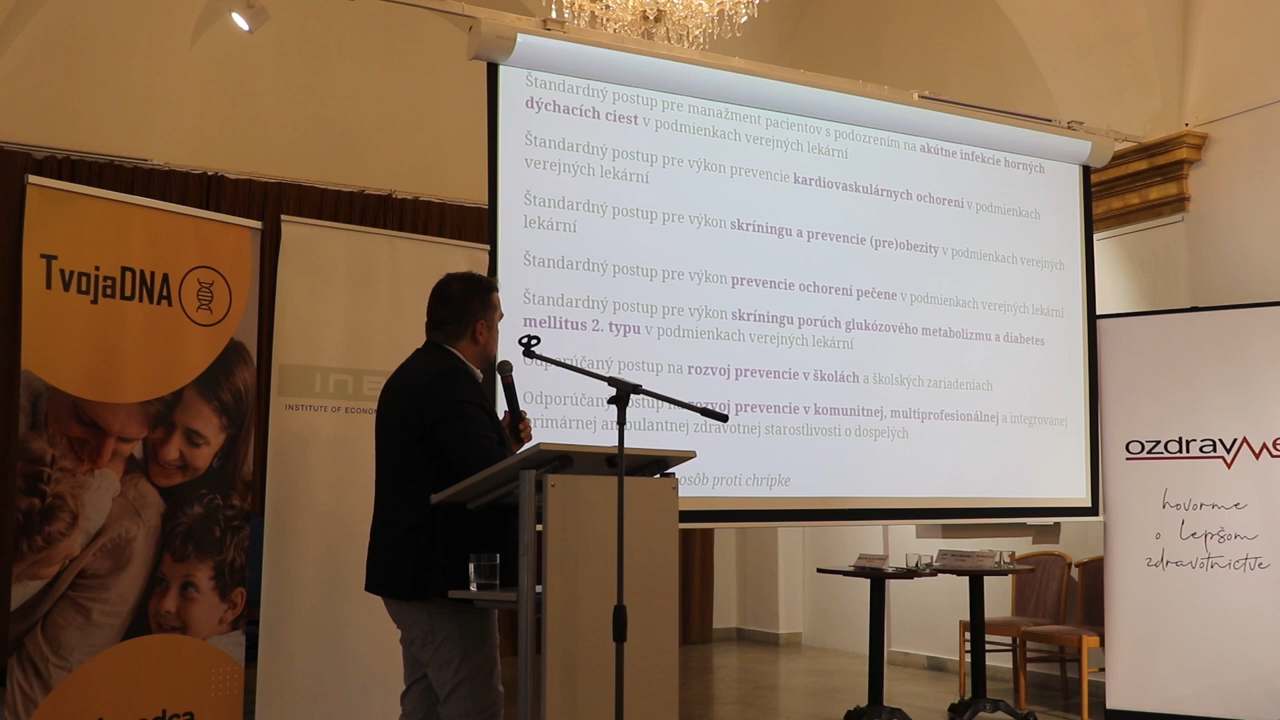 Štandardný postup pre manažment pacientov s podozrením na akútne infekcie horných
dýchacích ciest v podmienkach verejných lekární
Štandardný postup pre výkon prevencie kardiovaskulárnych ochorení v podmienkach
verejných lekární
Štandardný postup pre výkon skríningu a prevencie (pre)obezity v podmienkach verejných
lekární
Štandardný postup pre výkon prevencie ochorení pečene v podmienkach verejných lekární
Štandardný postup pre výkon skríningu porúch glukózového metabolizmu a diabetes
mellitus 2. typu v podmienkach verejných lekární
Odporúčaný postup na rozvoj prevencie v školách a školských zariadeniach
Odporúčaný postup na rozvoj prevencie v komunitnej, multiprofesionálnej a integrovanej
primárnej ambulantnej zdravotnej starostlivosti o dospelých
osôb proti chrípke
TvojaDNA
INE
INSTITUTE OF ECONOM
ozdravme
hovorme
o lepšom
zdravotníctve